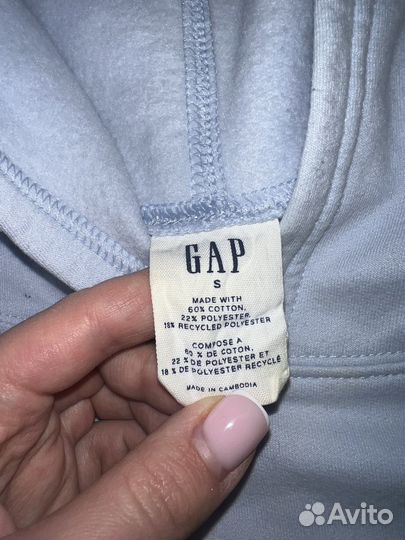 GAP
S
MADE WITH
60% COTTON,
22% POLYESTER,
18% RECYCLED POLYESTER
COMPOSE A
60 % DE COTON,
22 % DE POLYESTER ET
18 % DE POLYESTER RECYCLE
MADE IN CAMBODIA
Avito